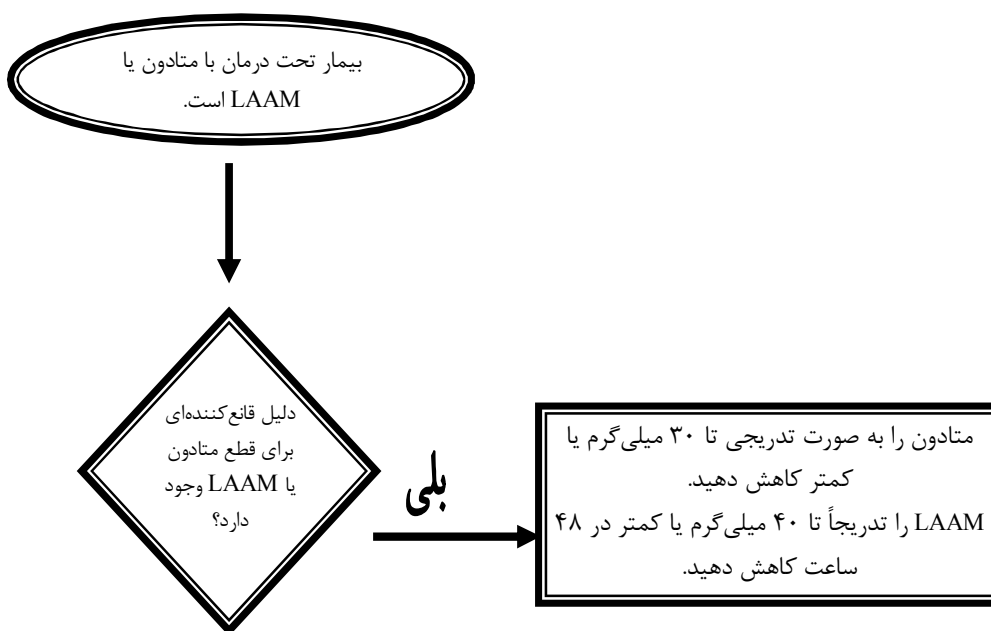 بیمار تحت درمان با متادون یا
LAAM است.
دلیل قانع‌کننده‌ای
برای قطع متادون
یا LAAM وجود
دارد؟
بلی
متادون را به صورت تدریجی تا ۳۰ میلی‌گرم یا
کمتر کاهش دهید.
LAAM را تدریجاً تا ۴۰ میلی‌گرم یا کمتر در ۴۸
ساعت کاهش دهید.